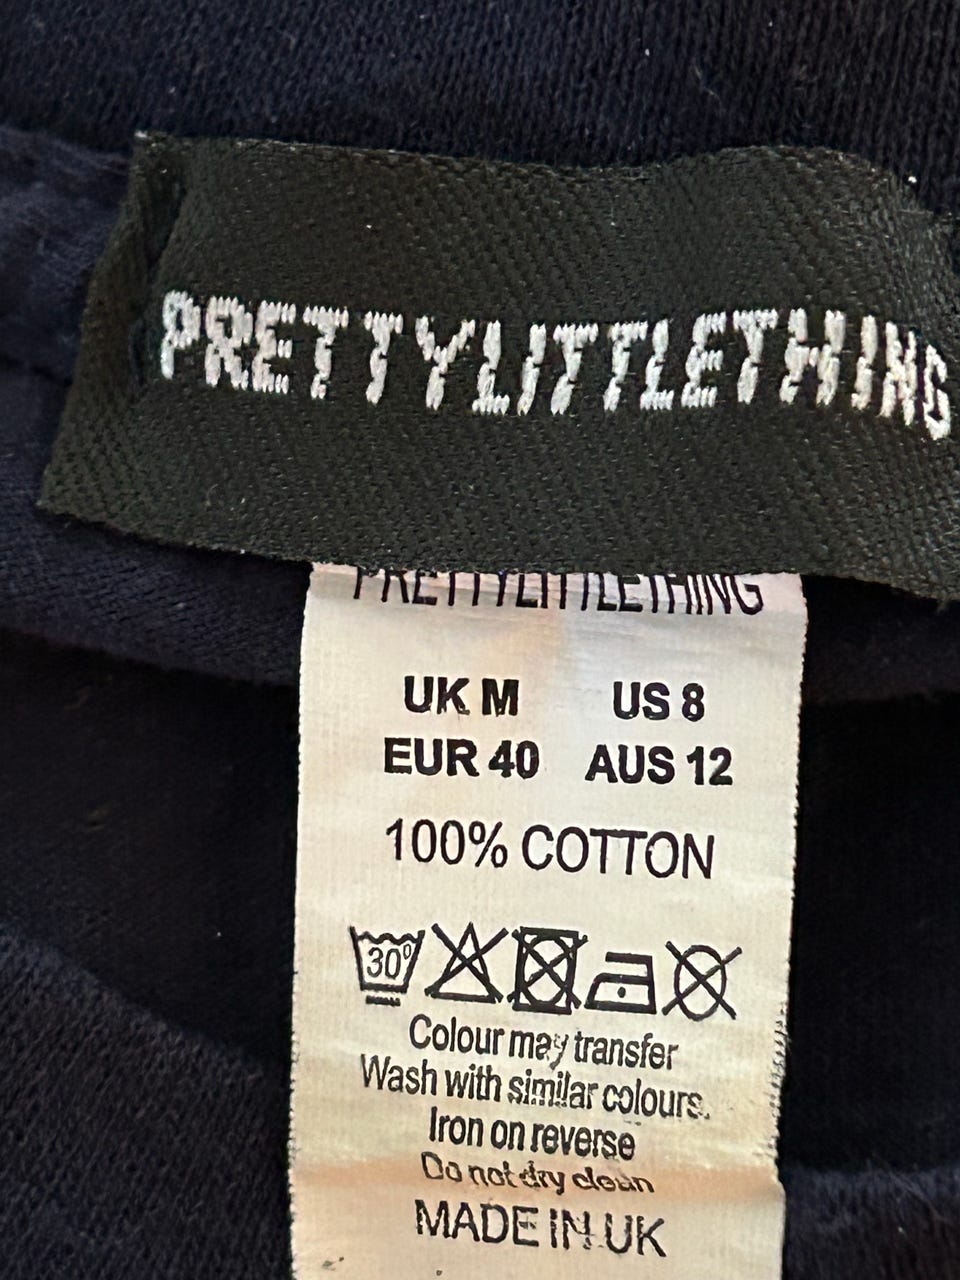 PRETTYLITTLETHING
PRETTYLITTLETHING
UK M US 8
EUR 40 AUS 12
100% COTTON
30°
Colour may transfer
Wash with similar colours.
Iron on reverse
Do not dry clean
MADE IN UK